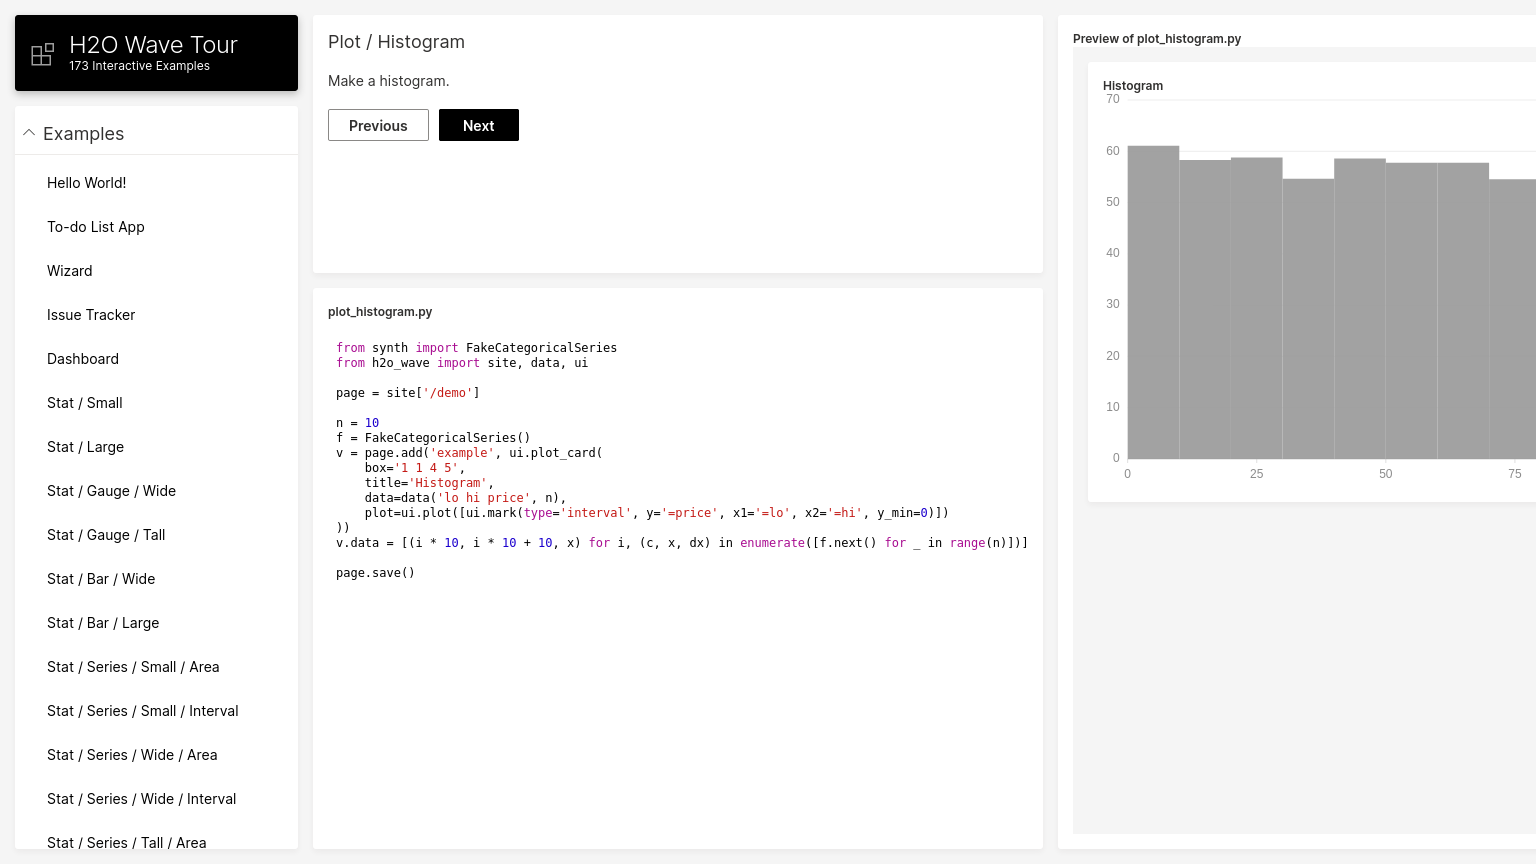 H2O Wave Tour
173 Interactive Examples
Examples
Hello World!
To-do List App
Wizard
Issue Tracker
Dashboard
Stat / Small
Stat / Large
Stat / Gauge / Wide
Stat / Gauge / Tall
Stat / Bar / Wide
Stat / Bar / Large
Stat / Series / Small / Area
Stat / Series / Small / Interval
Stat / Series / Wide / Area
Stat / Series / Wide / Interval
Stat / Series / Tall / Area
Plot / Histogram
Make a histogram.
Previous
Next
plot_histogram.py
from synth import FakeCategoricalSeries
from h2o_wave import site, data, ui
page = site['/demo']
n = 10
f = FakeCategoricalSeries()
v = page.add('example', ui.plot_card(
    box='1 1 4 5',
    title='Histogram',
    data=data('lo hi price', n),
    plot=ui.plot([ui.mark(type='interval', y='=price', x1='=lo', x2='=hi', y_min=0)])
))
v.data = [(i * 10, i * 10 + 10, x) for i, (c, x, dx) in enumerate([f.next() for _ in range(n)])]
page.save()
Preview of plot_histogram.py
Histogram
70
60
50
40
30
20
10
0
0 25 50 75